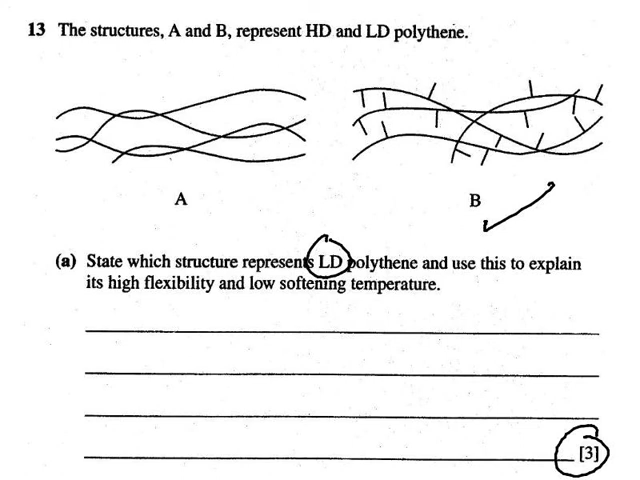 13 The structures, A and B, represent HD and LD polythene.
A
B
(a) State which structure represents LD polythene and use this to explain
its high flexibility and low softening temperature.
[3]